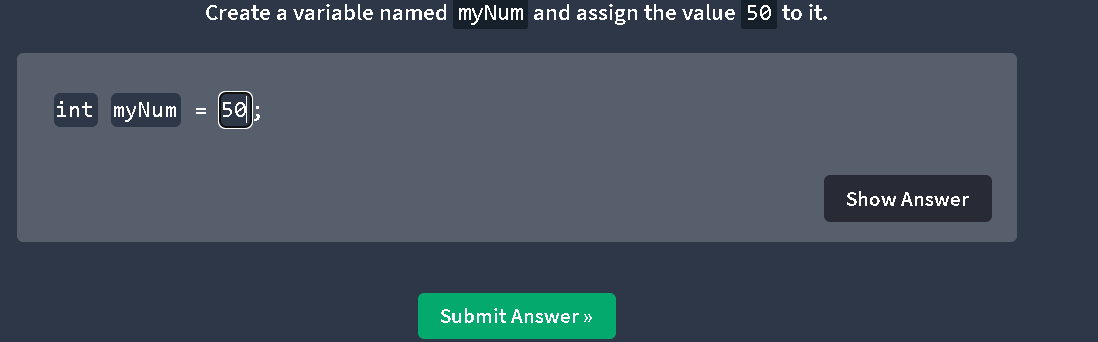 Create a variable named myNum and assign the value 50 to it.
int myNum = 50;
Show Answer
Submit Answer »